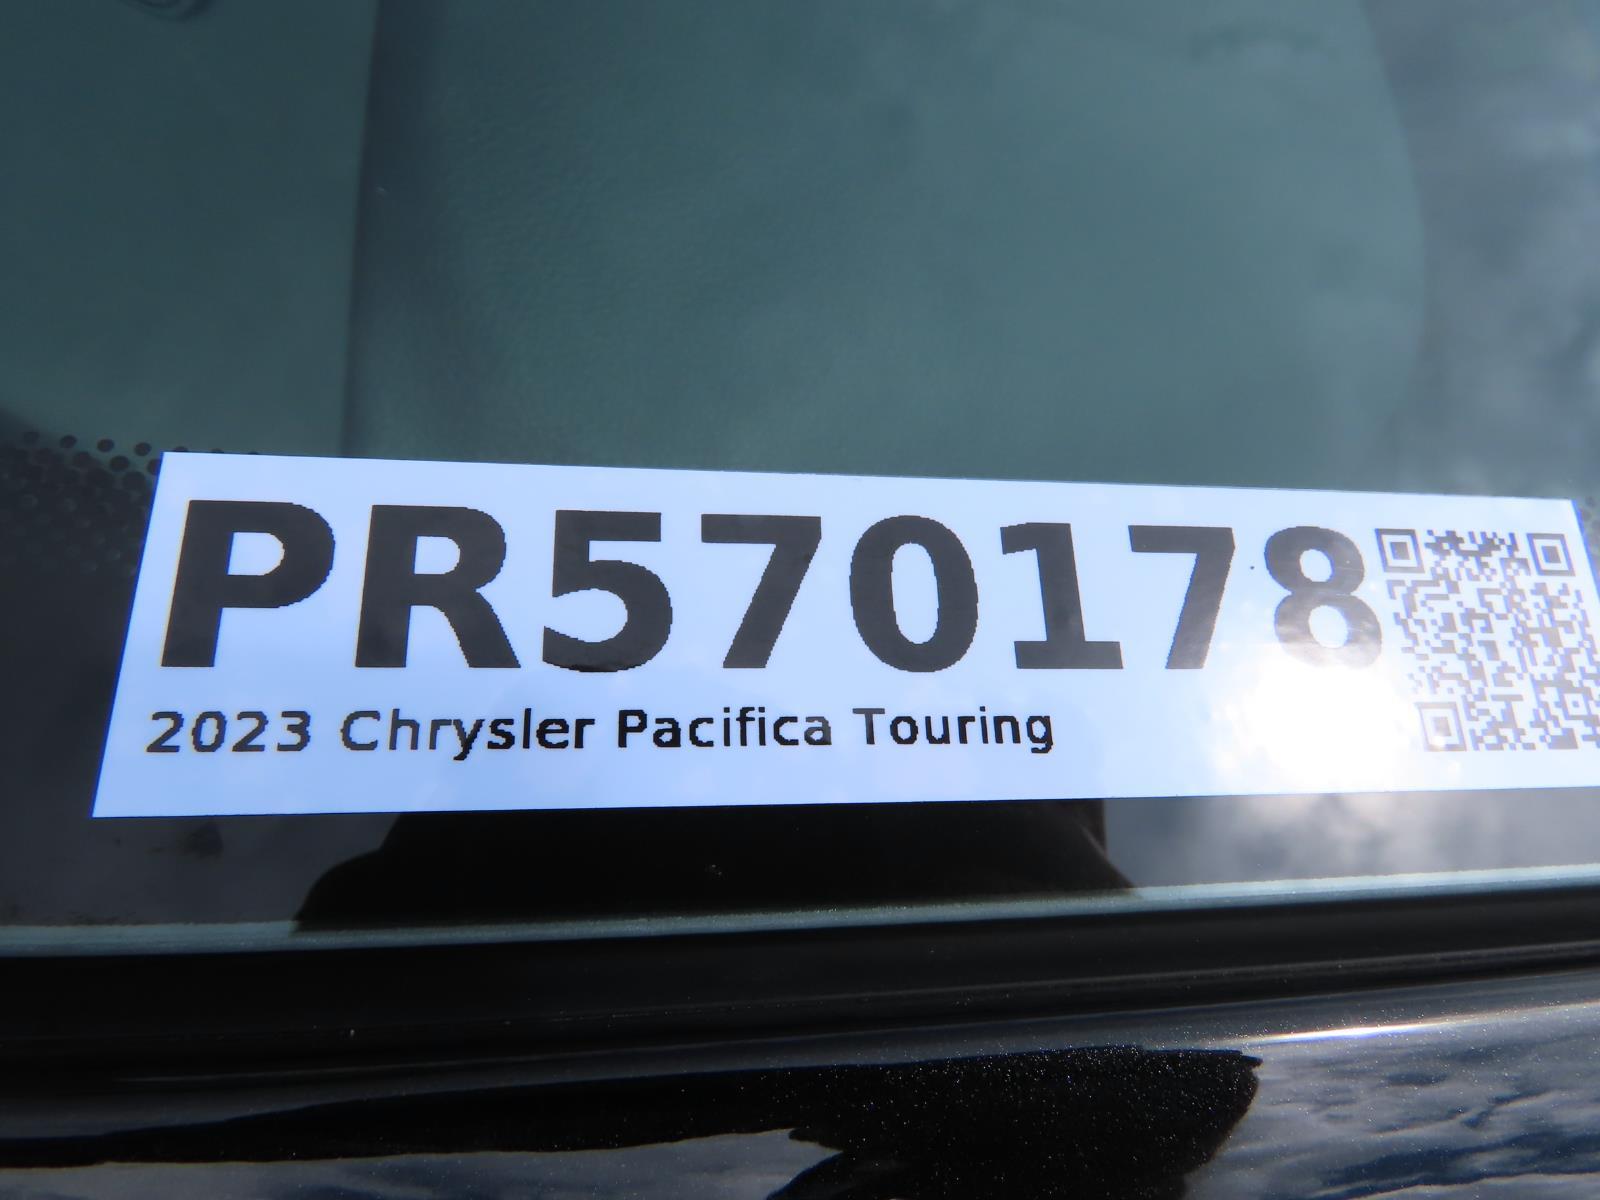 PR570178
2023 Chrysler Pacifica Touring